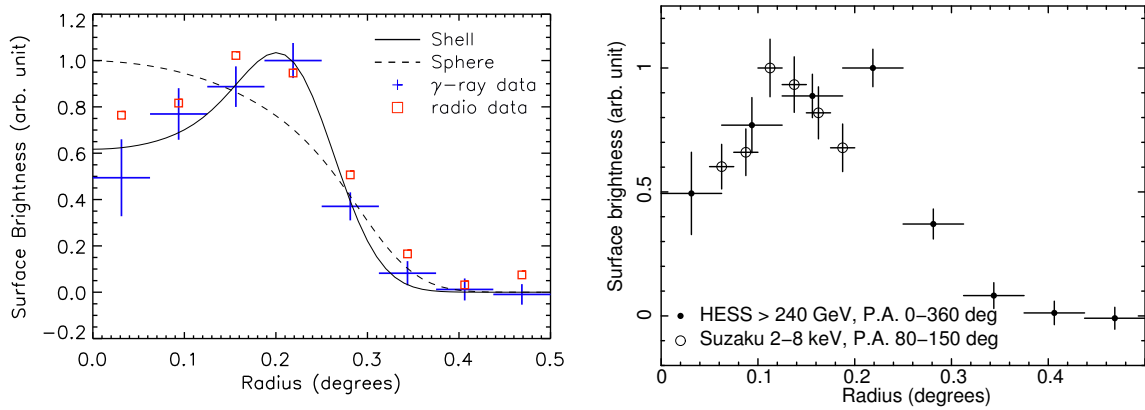 Surface Brightness (arb. unit)
1.2
1.0
0.8
0.6
0.4
0.2
0.0
−0.2
Shell
Sphere
γ−ray data
radio data
0.0 0.1 0.2 0.3 0.4 0.5
Radius (degrees)
Surface brightness (arb. unit)
1
0.5
0
HESS > 240 GeV, P.A. 0−360 deg
Suzaku 2−8 keV, P.A. 80−150 deg
0 0.1 0.2 0.3 0.4
Radius (degrees)